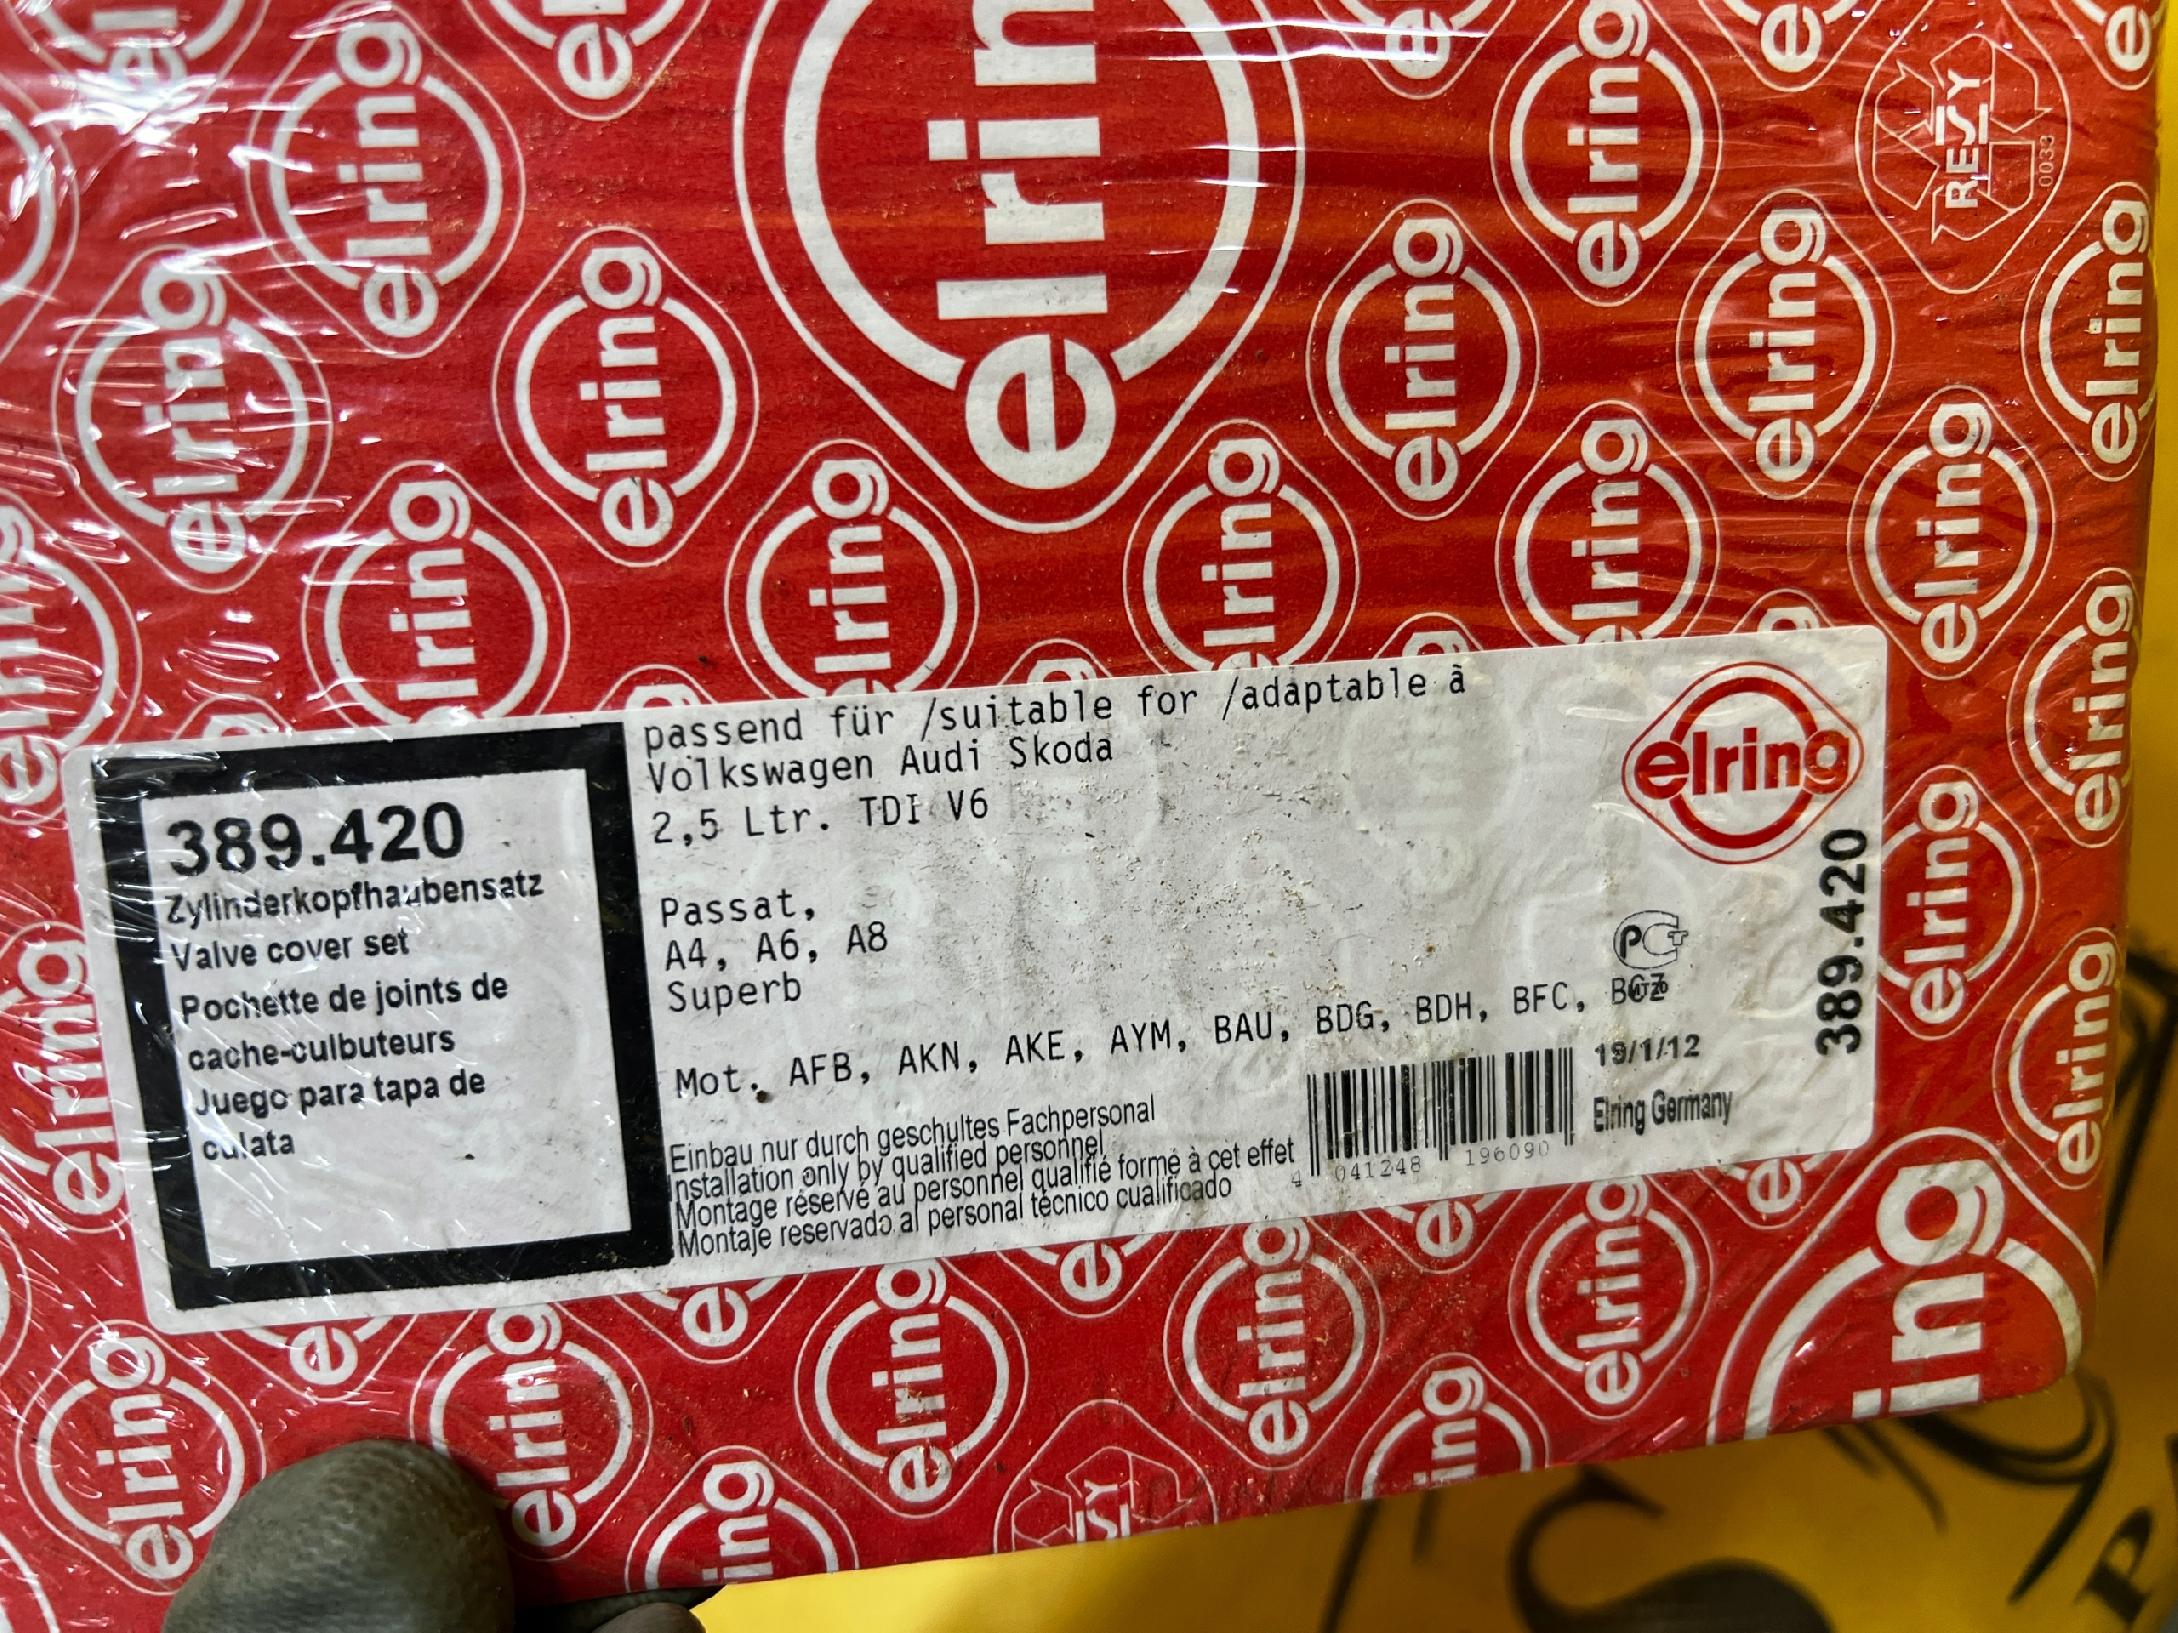 elrin
elring
RESY
0033
389.420
Zylinderkopfhaubensatz
Valve cover set
Pochette de joints de
cache-culbuteurs
Juego para tapa de
culata
passend für /suitable for /adaptable à
Volkswagen Audi Skoda
2,5 Ltr. TDI V6
Passat,
A4, A6, A8
Superb
Mot. AFB, AKN, AKE, AYM, BAU, BDG, BDH, BFC,
Einbau nur durch geschultes Fachpersonal
Installation only by qualified personnel
Montage réservé au personnel qualifié formé à cet effet
Montaje reservado al personal técnico cualificado
4 041248 196090
19/1/12
Elring Germany
elring
389.420